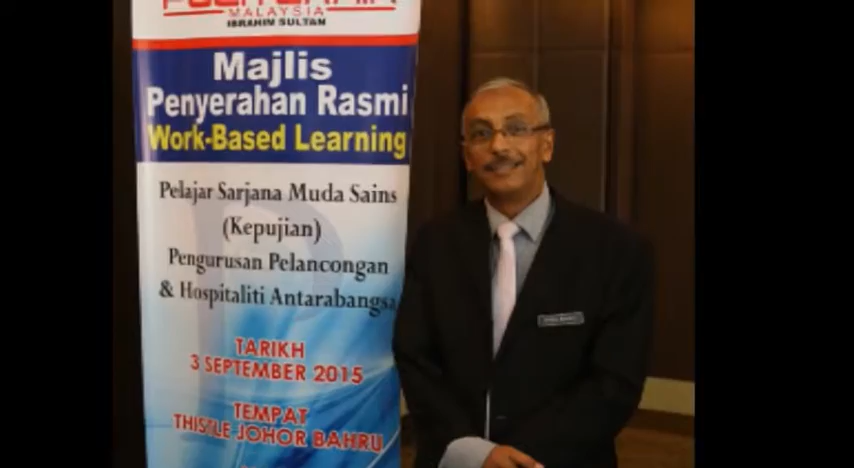 MALAYSIA
IBRAHIM SULTAN
Majlis
Penyerahan Rasmi
Work-Based Learning
Pelajar Sarjana Muda Sains
(Kepujian)
Pengurusan Pelancongan
& Hospitaliti Antarabangsa
TARIKH
3 SEPTEMBER 2015
TEMPAT
THISTLE JOHOR BAHRU